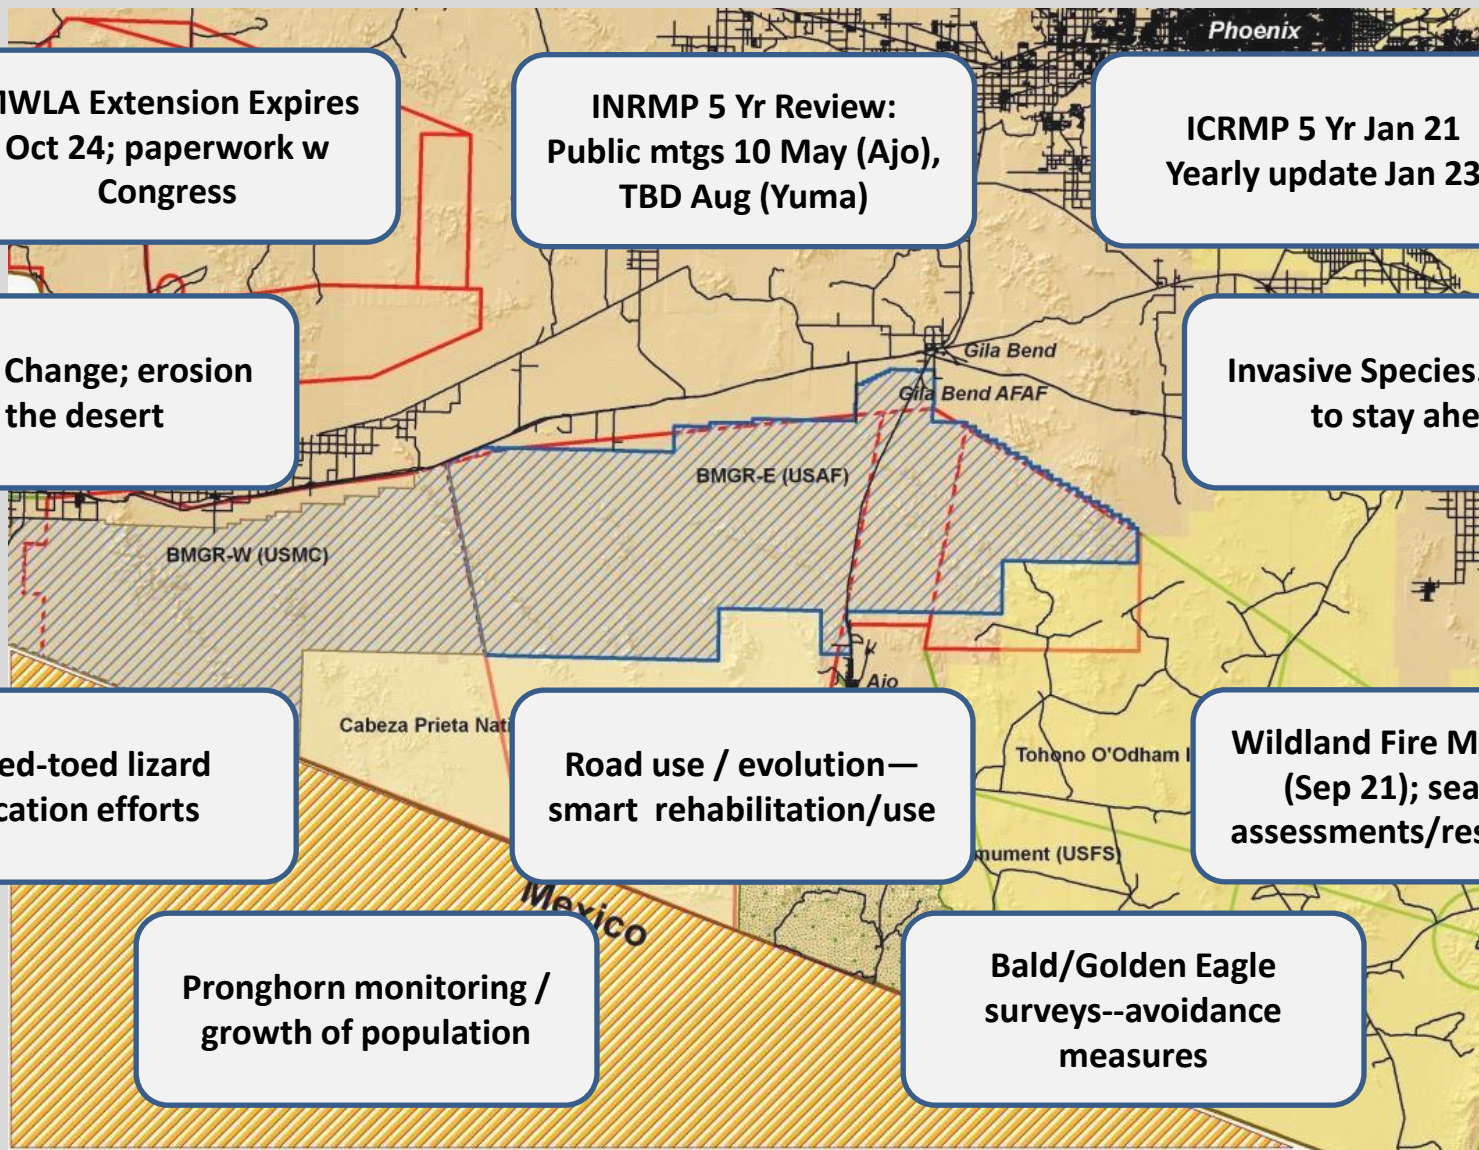 Phoenix
MWLA Extension Expires
Oct 24; paperwork w
Congress
INRMP 5 Yr Review:
Public mtgs 10 May (Ajo),
TBD Aug (Yuma)
ICRMP 5 Yr Jan 21
Yearly update Jan 23
Change; erosion
the desert
Gila Bend
Gila Bend AFAF
Invasive Species
to stay ahe
BMGR-E (USAF)
BMGR-W (USMC)
Ajo
ed-toed lizard
cation efforts
Cabeza Prieta Nati
Road use / evolution—
smart rehabilitation/use
Tohono O'Odham I
Wildland Fire M
(Sep 21); sea
assessments/res
nument (USFS)
Mexico
Pronghorn monitoring /
growth of population
Bald/Golden Eagle
surveys--avoidance
measures